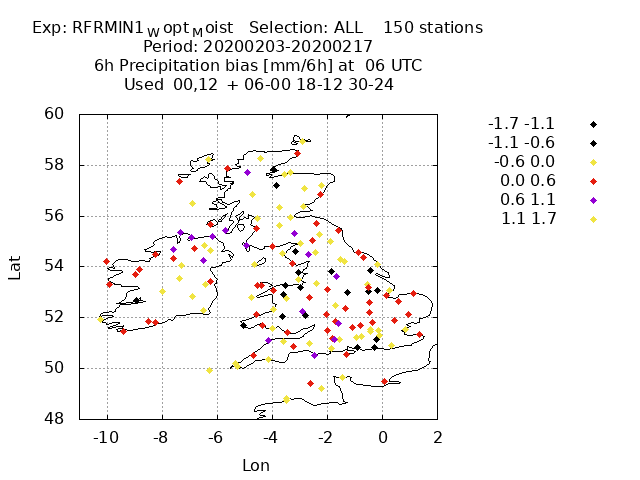 Exp: RFRMIN1WoptMoist   Selection: ALL    150 stations
Period: 20200203-20200217
6h Precipitation bias [mm/6h] at  06 UTC
Used  00,12  + 06-00 18-12 30-24
-1.7 -1.1
-1.1 -0.6
-0.6 0.0
0.0 0.6
0.6 1.1
1.1 1.7
60
58
56
54
52
50
48
Lat
-10 -8 -6 -4 -2 0 2
Lon